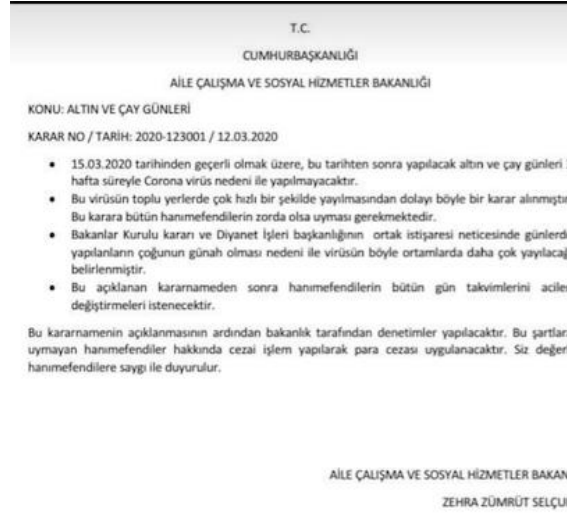 T.C.
CUMHURBAŞKANLIĞI
AİLE ÇALIŞMA VE SOSYAL HİZMETLER BAKANLIĞI
KONU: ALTIN VE ÇAY GÜNLERİ
KARAR NO / TARİH: 2020-123001 / 12.03.2020
• 15.03.2020 tarihinden geçerli olmak üzere, bu tarihten sonra yapılacak altın ve çay günleri
hafta süreyle Corona virüs nedeni ile yapılmayacaktır.
• Bu virüsün toplu yerlerde çok hızlı bir şekilde yayılmasından dolayı böyle bir karar alınmıştır
Bu karara bütün hanımefendilerin zorda olsa uyması gerekmektedir.
• Bakanlar Kurulu kararı ve Diyanet İşleri başkanlığının ortak istişaresi neticesinde günlerde
yapılanların çoğunun günah olması nedeni ile virüsün böyle ortamlarda daha çok yayılacağ
belirlenmiştir.
• Bu açıklanan kararnameden sonra hanımefendilerin bütün gün takvimlerini acile
değiştirmeleri istenecektir.
Bu kararnamenin açıklanmasının ardından bakanlık tarafından denetimler yapılacaktır. Bu şartlar
uymayan hanımefendiler hakkında cezai işlem yapılarak para cezası uygulanacaktır. Siz değer
hanımefendilere saygı ile duyurulur.
AİLE ÇALIŞMA VE SOSYAL HİZMETLER BAKAN
ZEHRA ZÜMRÜT SELÇU